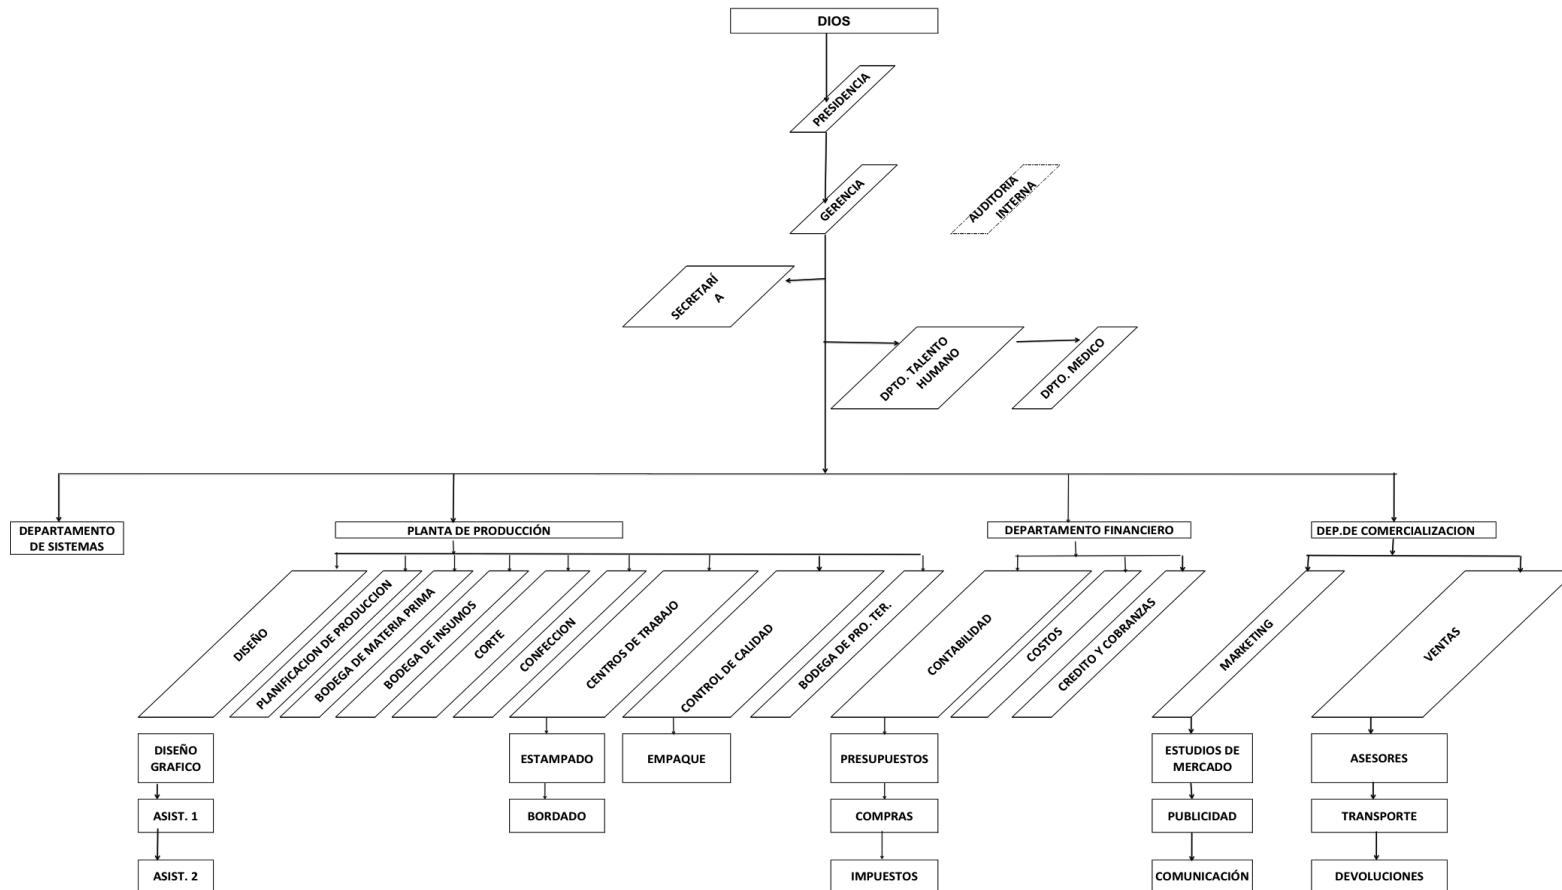 DIOS
PRESIDENCIA
GERENCIA
AUDITORIA
INTERNA
SECRETARÍ
A
DPTO. TALENTO
HUMANO
DPTO. MEDICO
DEPARTAMENTO
DE SISTEMAS
PLANTA DE PRODUCCIÓN
DEPARTAMENTO FINANCIERO
DEP.DE COMERCIALIZACION
DISEÑO
PLANIFICACION DE PRODUCCION
BODEGA DE MATERIA PRIMA
BODEGA DE INSUMOS
CORTE
CONFECCION
CENTROS DE TRABAJO
CONTROL DE CALIDAD
BODEGA DE PRO. TER.
CONTABILIDAD
COSTOS
CREDITO Y COBRANZAS
MARKETING
VENTAS
DISEÑO
GRAFICO
ESTAMPADO
EMPAQUE
PRESUPUESTOS
ESTUDIOS DE
MERCADO
ASESORES
ASIST. 1
BORDADO
COMPRAS
PUBLICIDAD
TRANSPORTE
ASIST. 2
IMPUESTOS
COMUNICACIÓN
DEVOLUCIONES